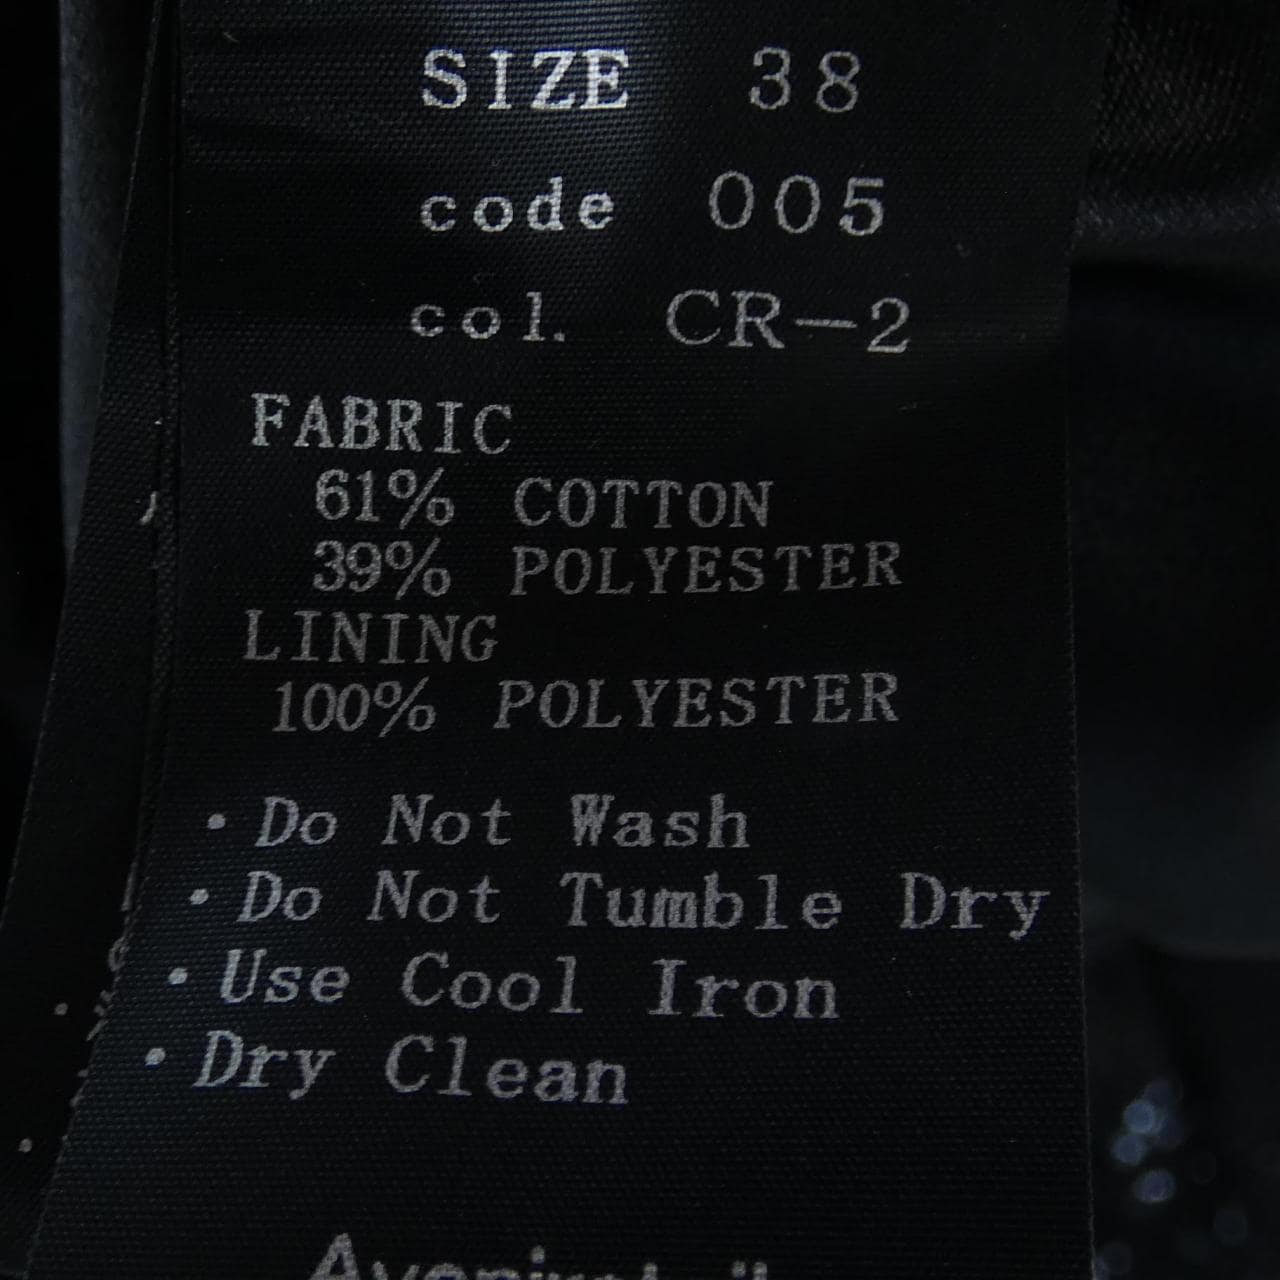 SIZE 38
code 005
col. CR-2
FABRIC
61% COTTON
39% POLYESTER
LINING
100% POLYESTER
・Do Not Wash
・Do Not Tumble Dry
・Use Cool Iron
・Dry Clean